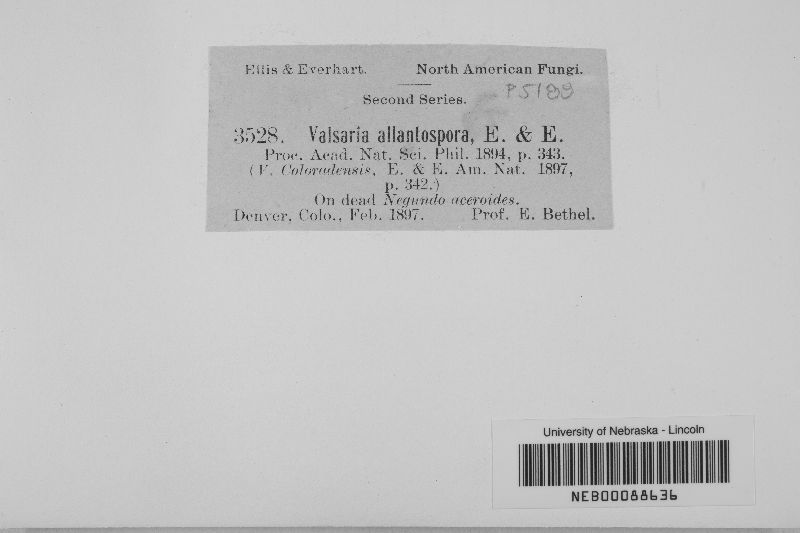 Ellis & Everhart. North American Fungi.
P5189
Second Series.
3528. Valsaria allantospora, E. & E.
Proc. Acad. Nat. Sci. Phil. 1894, p. 343.
(V. Coloradensis, E. & E. Am. Nat. 1897,
p. 342.)
On dead Negundo aceroides.
Denver, Colo., Feb. 1897. Prof. E. Bethel.
University of Nebraska - Lincoln
NEB00088636